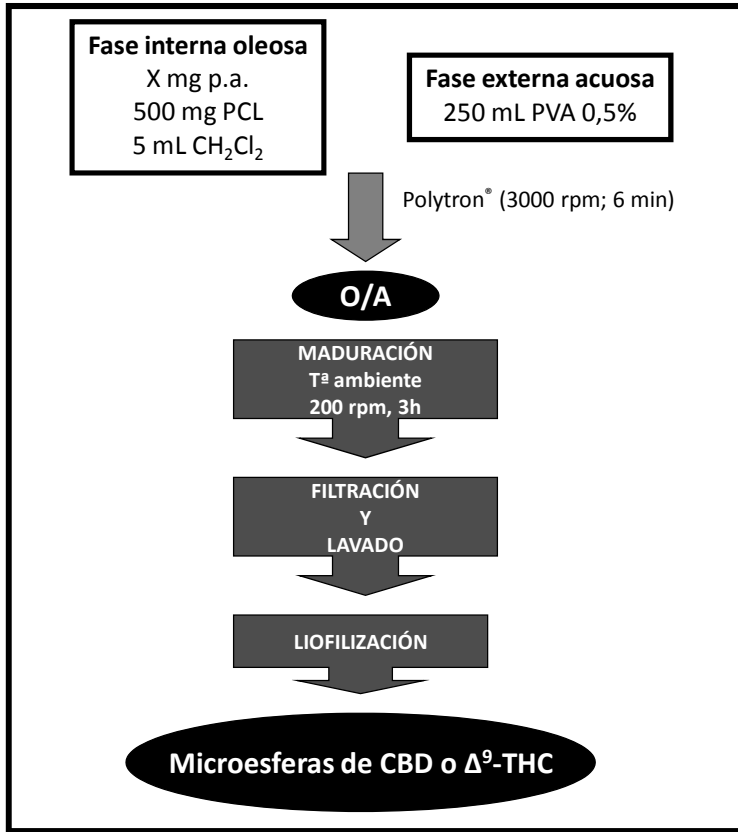 Fase interna oleosa
X mg p.a.
500 mg PCL
5 mL CH₂Cl₂
Fase externa acuosa
250 mL PVA 0,5%
Polytron® (3000 rpm; 6 min)
O/A
MADURACIÓN
Tª ambiente
200 rpm, 3h
FILTRACIÓN
Y
LAVADO
LIOFILIZACIÓN
Microesferas de CBD o Δ⁹-THC